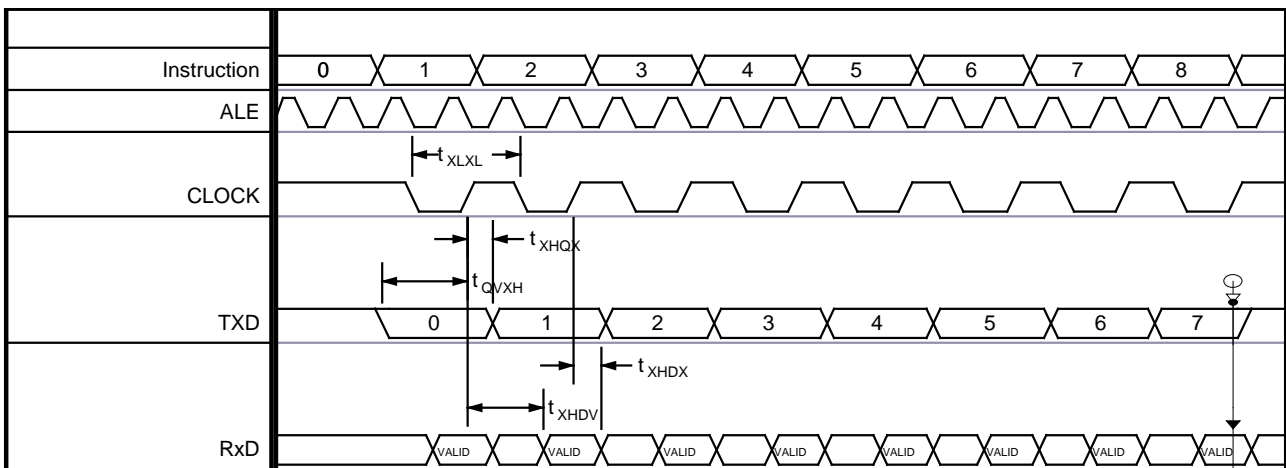 Instruction 0 1 2 3 4 5 6 7 8
ALE
t XLXL
CLOCK
t XHQX
t QVXH
TXD 0 1 2 3 4 5 6 7
t XHDX
t XHDV
RxD VALID VALID VALID VALID VALID VALID VALID VALID